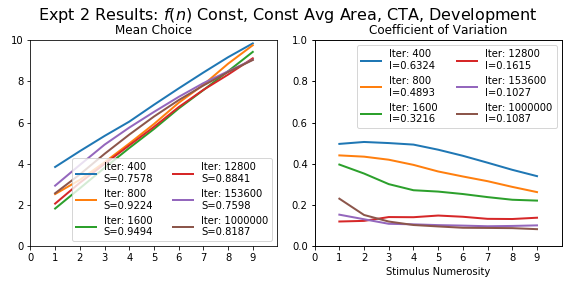 Expt 2 Results: f(n) Const, Const Avg Area, CTA, Development
Mean Choice
10
8
6
4
2
0
0 1 2 3 4 5 6 7 8 9
Iter: 400
S=0.7578
Iter: 800
S=0.9224
Iter: 1600
S=0.9494
Iter: 12800
S=0.8841
Iter: 153600
S=0.7598
Iter: 1000000
S=0.8187
Coefficient of Variation
1.0
0.8
0.6
0.4
0.2
0.0
0 1 2 3 4 5 6 7 8 9
Stimulus Numerosity
Iter: 400
I=0.6324
Iter: 800
I=0.4893
Iter: 1600
I=0.3216
Iter: 12800
I=0.1615
Iter: 153600
I=0.1027
Iter: 1000000
I=0.1087